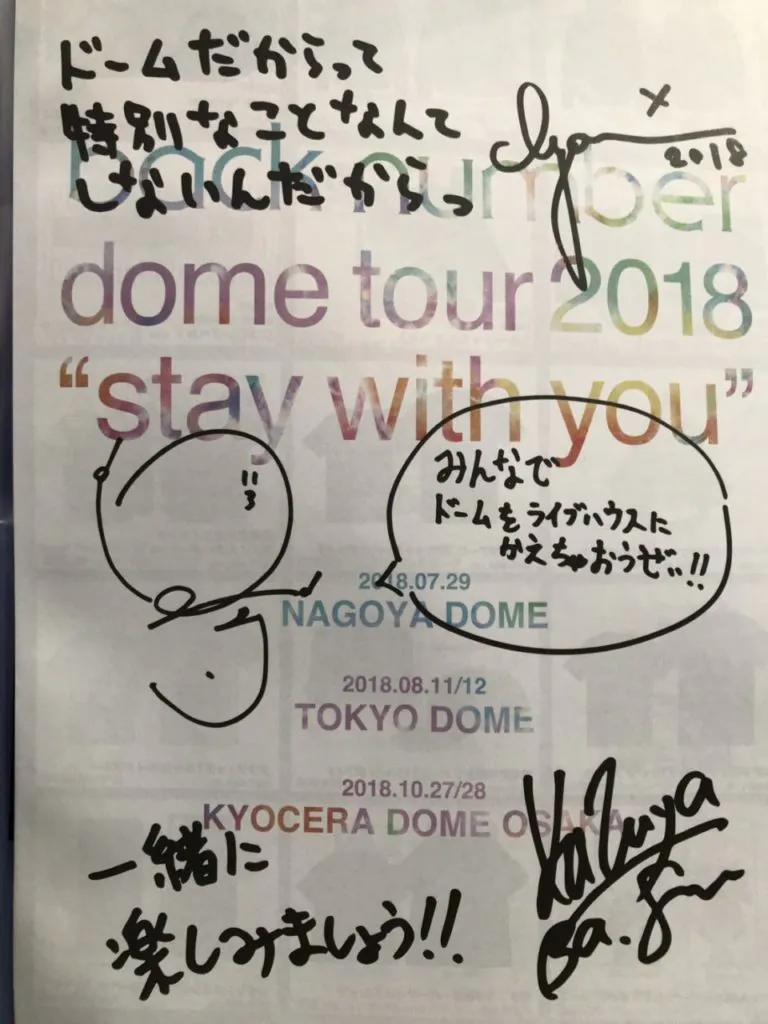 ドームだからって
特別なことなんて
しないんだからっ
2018
back number
dome tour 2018
“stay with you”
みんなで
ドームをライブハウスに
かえちゃおうぜ!!
2018.07.29
NAGOYA DOME
2018.08.11/12
TOKYO DOME
2018.10.27/28
KYOCERA DOME OSAKA
一緒に
楽しみましょう!!
Kazuya